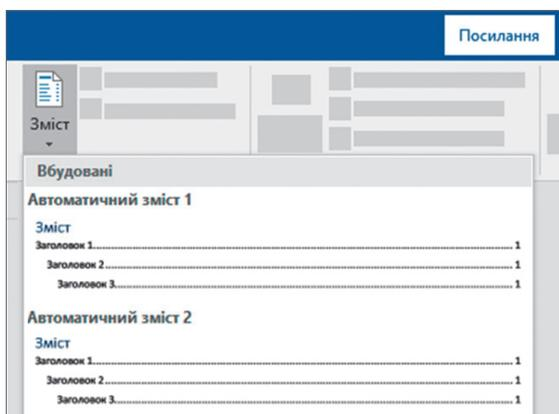 Посилання
Зміст
Вбудовані
Автоматичний зміст 1
Зміст
Заголовок 1........................................1
Заголовок 2........................................1
Заголовок 3........................................1
Автоматичний зміст 2
Зміст
Заголовок 1........................................1
Заголовок 2........................................1
Заголовок 3........................................1